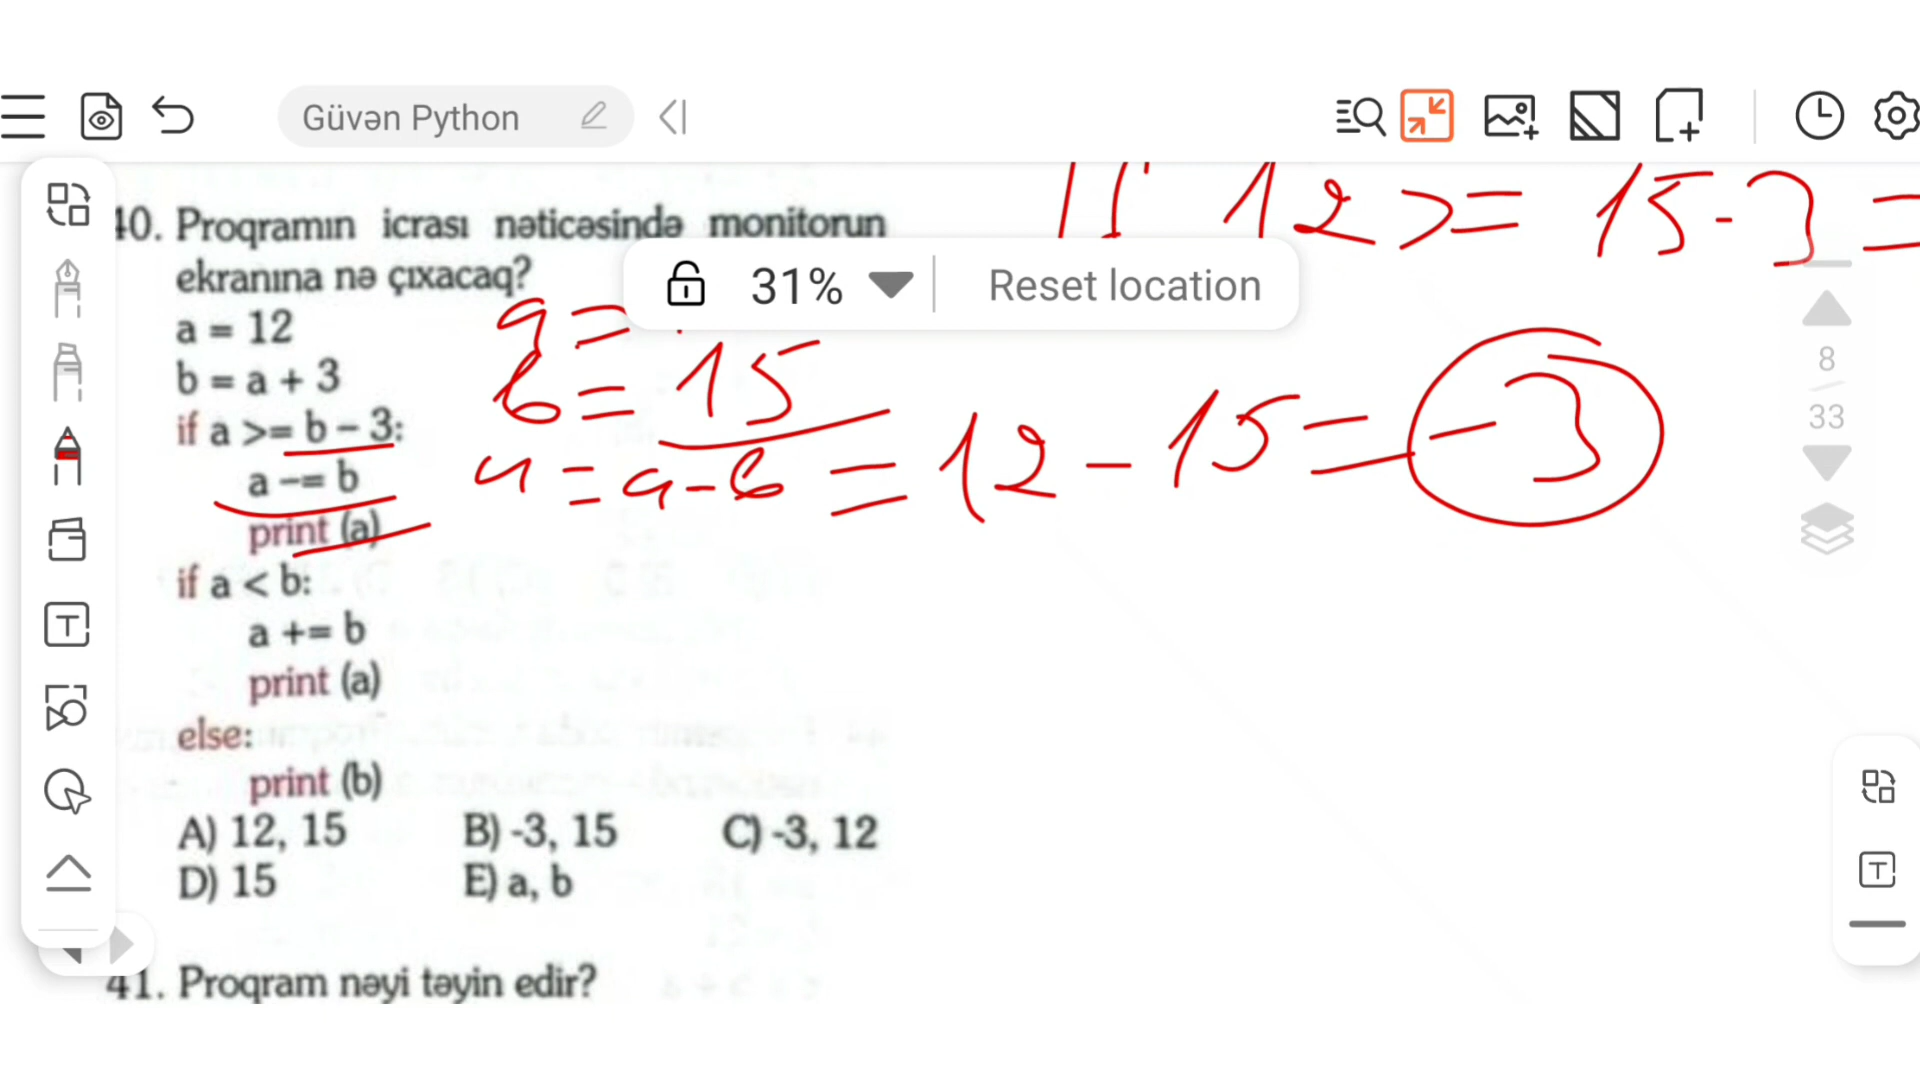 Güvən Python
12 >= 15 - 3 =
40. Proqramın icrası nəticəsində monitorun
ekranına nə çıxacaq?
31% Reset location
a = 12
a =
b = a + 3
b = 15
if a >= b – 3:
a –= b
a = a - b = 12 - 15 = -3
print (a)
if a < b:
a += b
print (a)
else:
print (b)
A) 12, 15 B) -3, 15 C) -3, 12
D) 15 E) a, b
41. Proqram nəyi təyin edir?
8
33